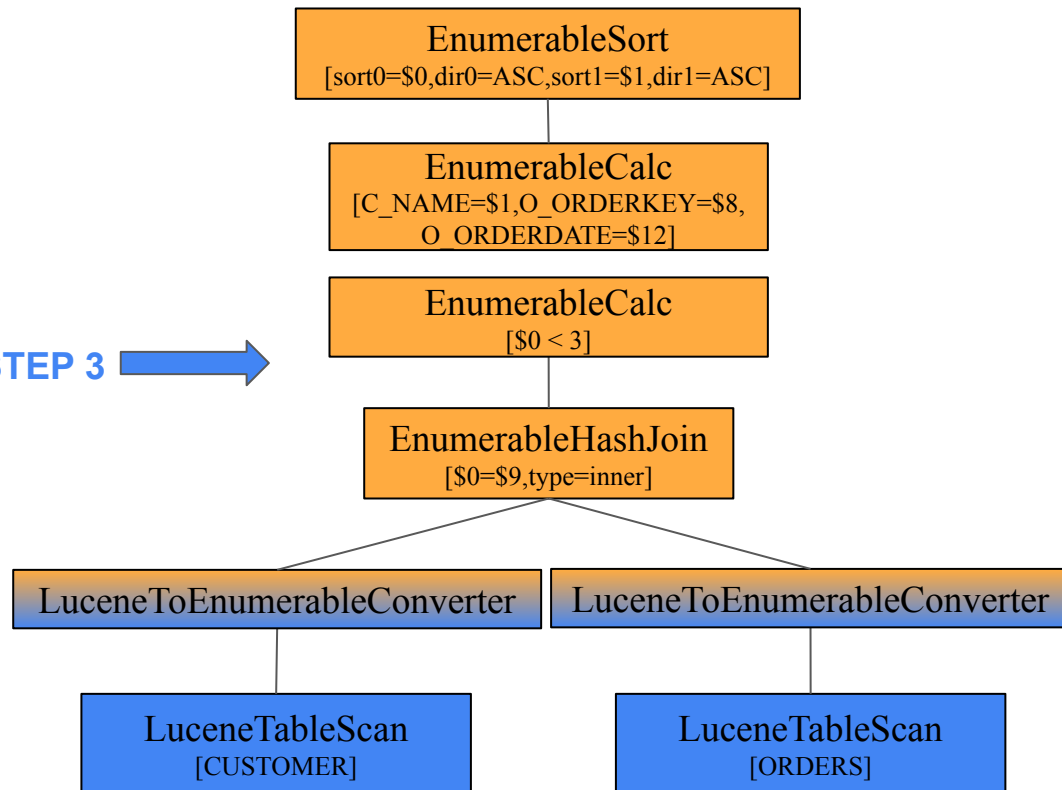 EnumerableSort
[sort0=$0,dir0=ASC,sort1=$1,dir1=ASC]
EnumerableCalc
[C_NAME=$1,O_ORDERKEY=$8,
O_ORDERDATE=$12]
EnumerableCalc
[$0 < 3]
STEP 3
EnumerableHashJoin
[$0=$9,type=inner]
LuceneToEnumerableConverter
LuceneToEnumerableConverter
LuceneTableScan
[CUSTOMER]
LuceneTableScan
[ORDERS]